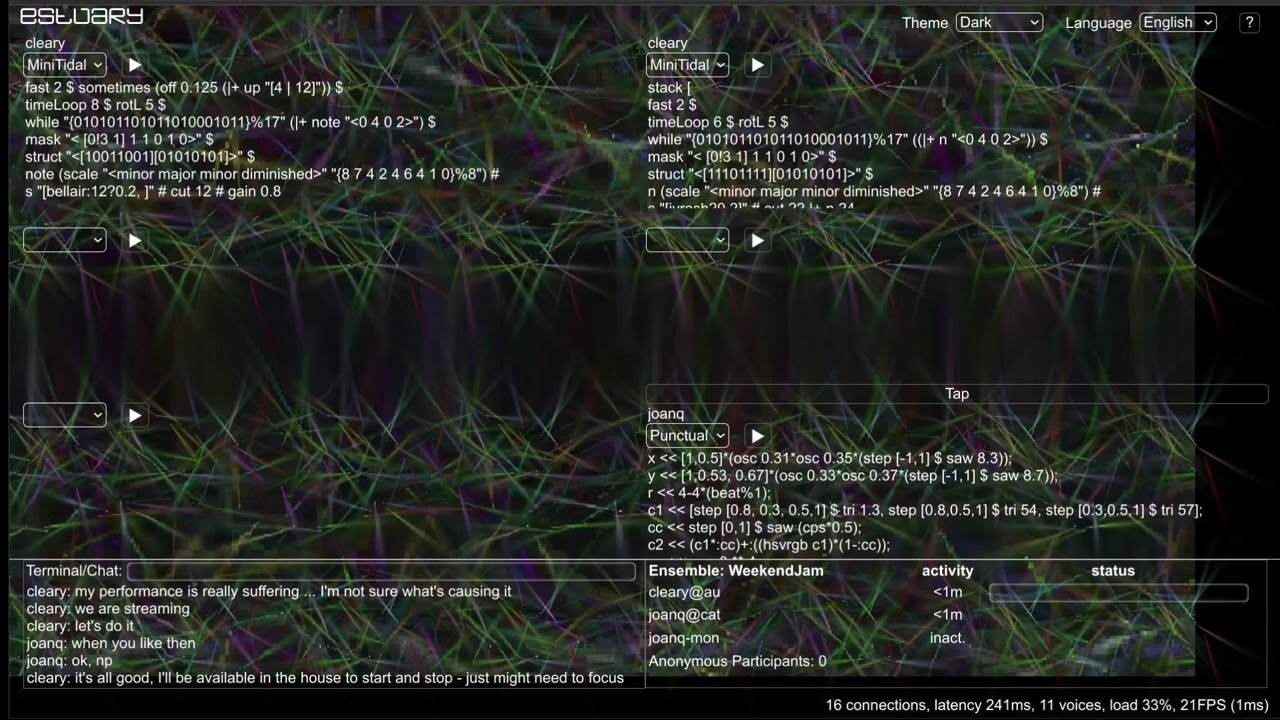 estuary
Theme Dark Language English ?
cleary
MiniTidal
fast 2 $ sometimes (off 0.125 (|+ up "[4 | 12]")) $
timeLoop 8 $ rotL 5 $
while "{010101101011010001011}%17" (|+ note "<0 4 0 2>") $
mask "< [0!3 1] 1 1 0 1 0>" $
struct "<[10011001][01010101]>" $
note (scale "<minor major minor diminished>" "{8 7 4 2 4 6 4 1 0}%8") #
s "[bellair:12?0.2, ]" # cut 12 # gain 0.8
cleary
MiniTidal
stack [
fast 2 $
timeLoop 6 $ rotL 5 $
while "{010101101011010001011}%17" ((|+ n "<0 4 0 2>")) $
mask "< [0!3 1] 1 1 0 1 0>" $
struct "<[11101111][01010101]>" $
n (scale "<minor major minor diminished>" "{8 7 4 2 4 6 4 1 0}%8") #
Tap
joanq
Punctual
x << [1,0.5]*(osc 0.31*osc 0.35*(step [-1,1] $ saw 8.3));
y << [1,0.53, 0.67]*(osc 0.33*osc 0.37*(step [-1,1] $ saw 8.7));
r << 4-4*(beat%1);
c1 << [step [0.8, 0.3, 0.5,1] $ tri 1.3, step [0.8,0.5,1] $ tri 54, step [0.3,0.5,1] $ tri 57];
cc << step [0,1] $ saw (cps*0.5);
c2 << (c1*:cc)+:((hsvrgb c1)*(1-:cc));
Terminal/Chat:
cleary: my performance is really suffering ... I'm not sure what's causing it
cleary: we are streaming
cleary: let's do it
joanq: when you like then
joanq: ok, np
cleary: it's all good, I'll be available in the house to start and stop - just might need to focus
Ensemble: WeekendJam activity status
cleary@au <1m
joanq@cat <1m
joanq-mon inact.
Anonymous Participants: 0
16 connections, latency 241ms, 11 voices, load 33%, 21FPS (1ms)